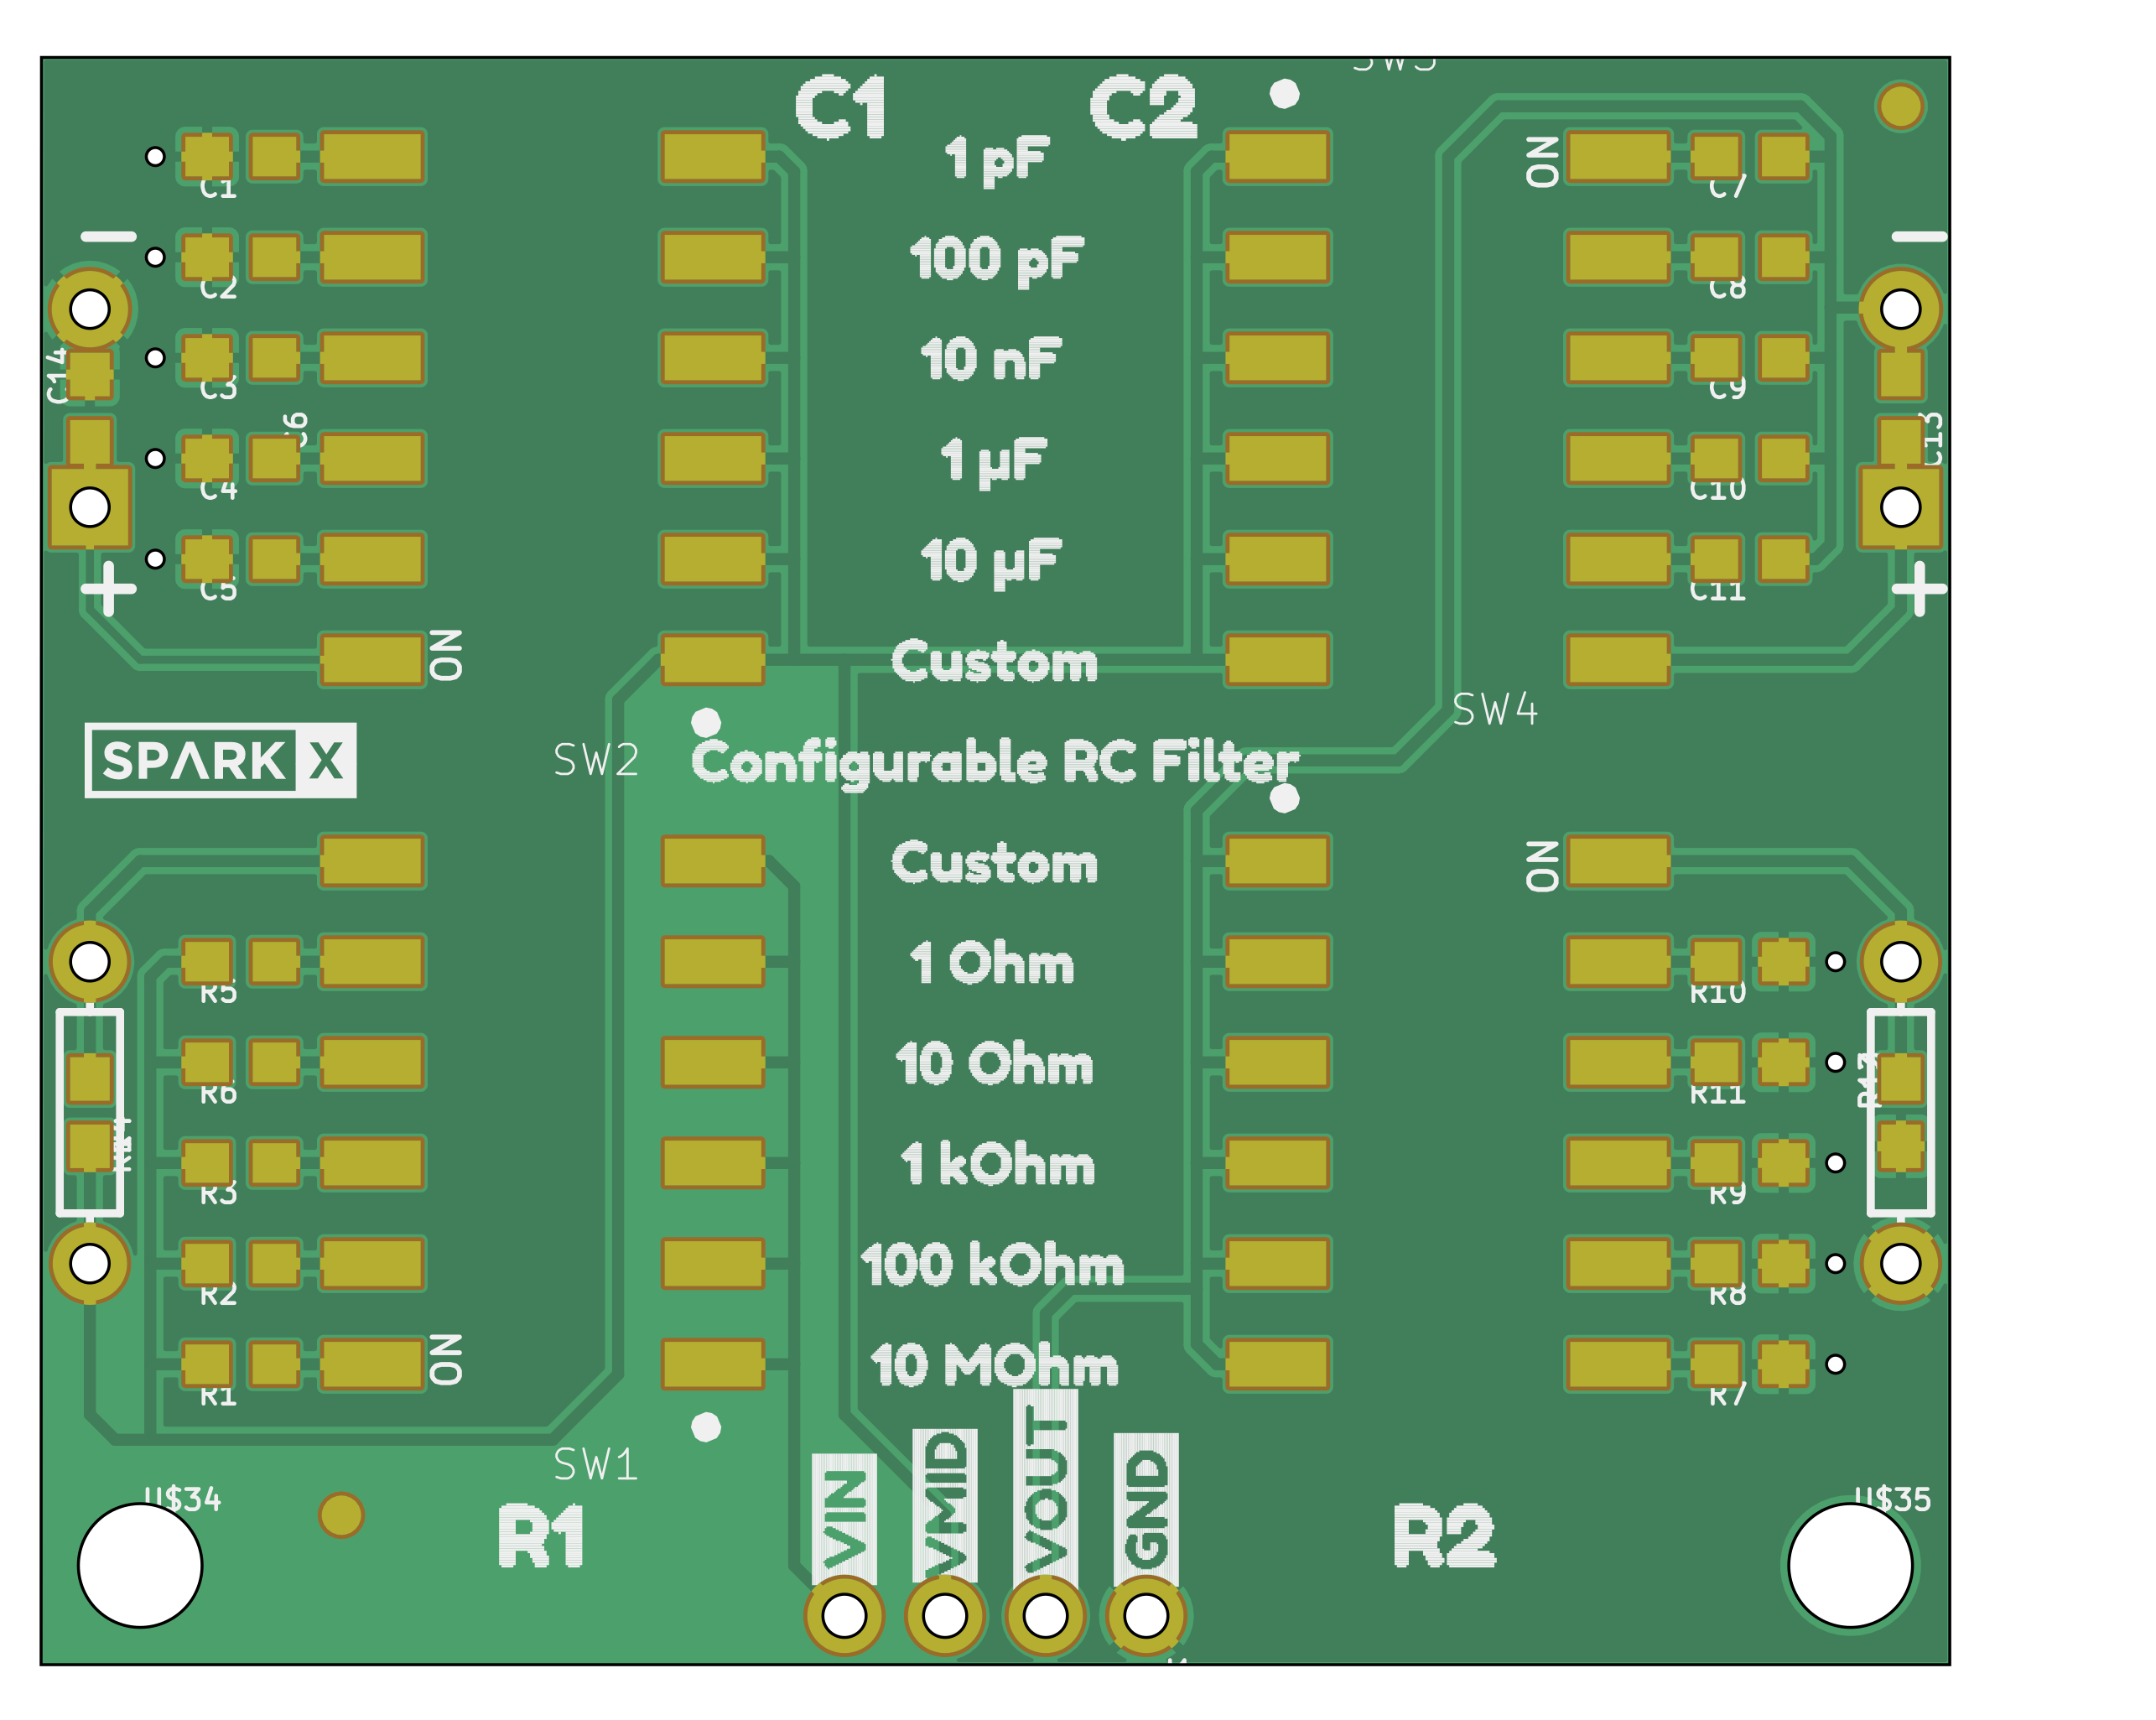 SW3
C1 C2
1 pF
ON
C1
C7
100 pF
C2
C8
10 nF
C14
C3
C9
C6
1 µF
C13
C4
C10
10 µF
C5
C11
ON
Custom
SW4
SPARK X
SW2
Configurable RC Filter
Custom
ON
1 Ohm
R5
R10
10 Ohm
R6
R11
1 kOhm
R3
R9
100 kOhm
R2
R8
10 MOhm
ON
R1
R7
SW1
U$34
U$35
R1
VIN
VMID
VOUT
GND
R2